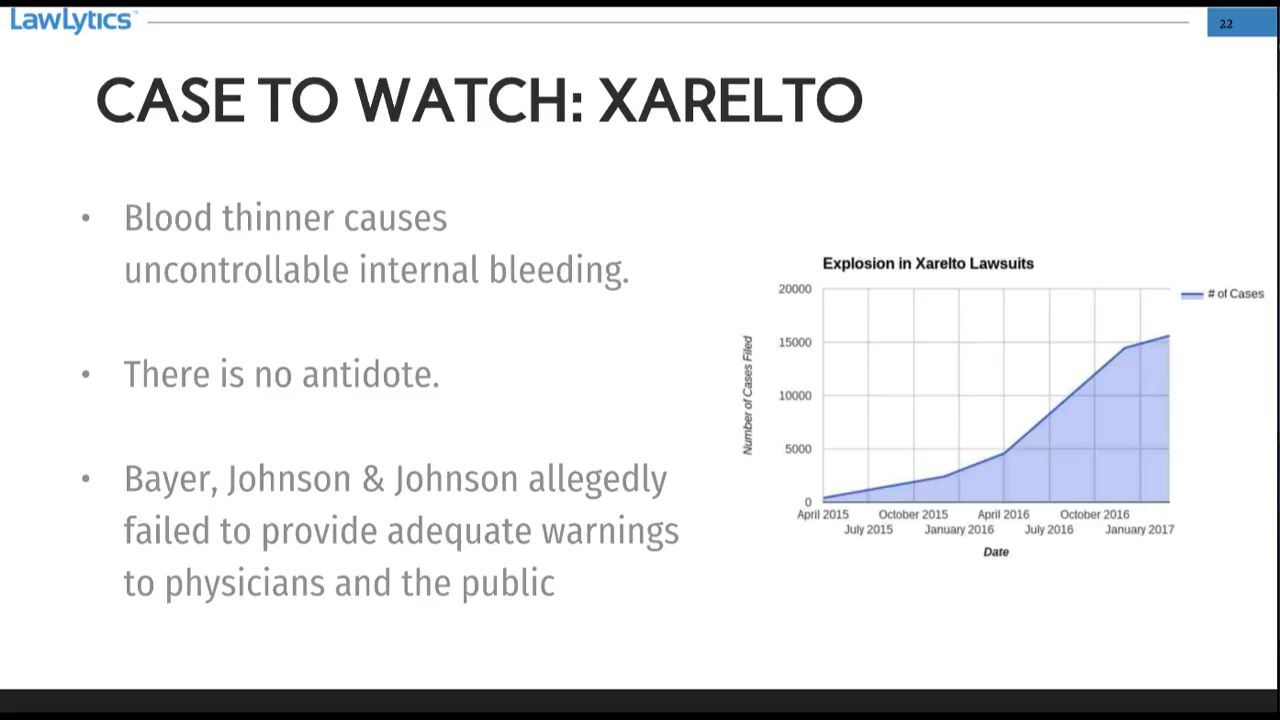 LawLytics™
22
CASE TO WATCH: XARELTO
• Blood thinner causes
uncontrollable internal bleeding.
• There is no antidote.
• Bayer, Johnson & Johnson allegedly
failed to provide adequate warnings
to physicians and the public
Explosion in Xarelto Lawsuits
# of Cases
Number of Cases Filed
20000
15000
10000
5000
0
April 2015 October 2015 April 2016 October 2016
July 2015 January 2016 July 2016 January 2017
Date